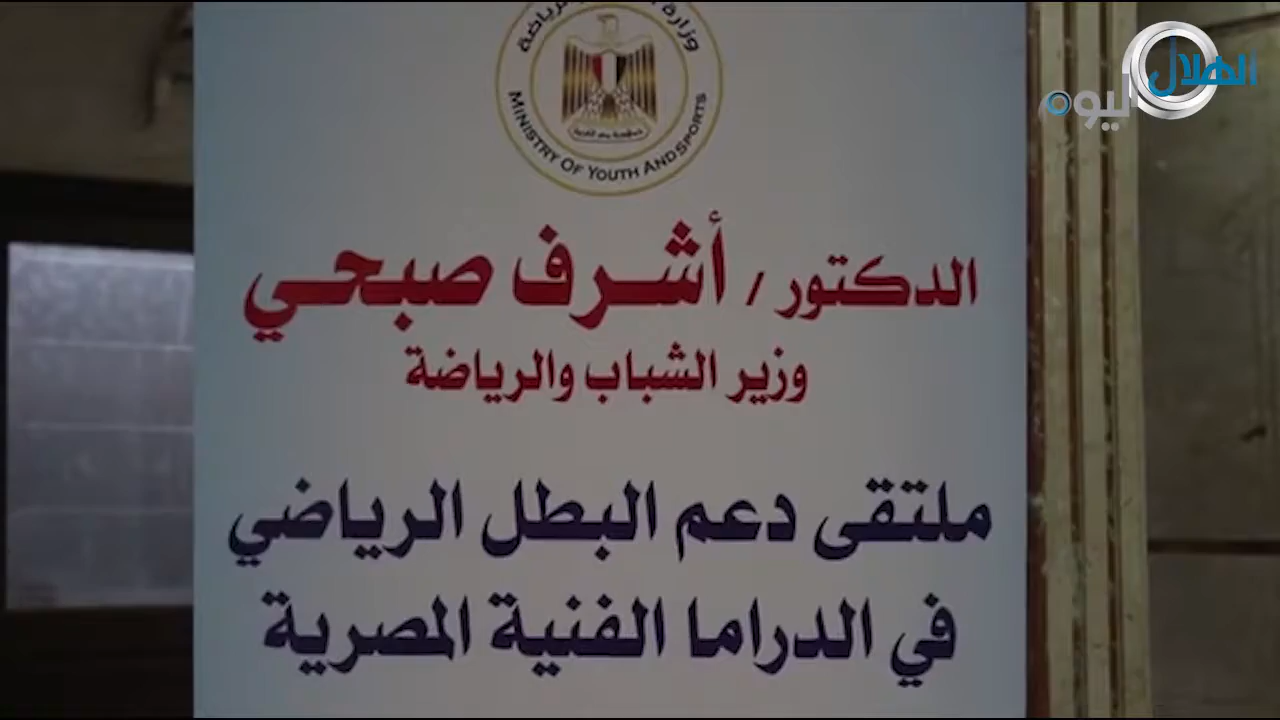 وزارة الشباب والرياضة
MINISTRY OF YOUTH AND SPORTS
الدكتور / أشرف صبحي
وزير الشباب والرياضة
ملتقى دعم البطل الرياضي
في الدراما الفنية المصرية
الهلال
اليوم